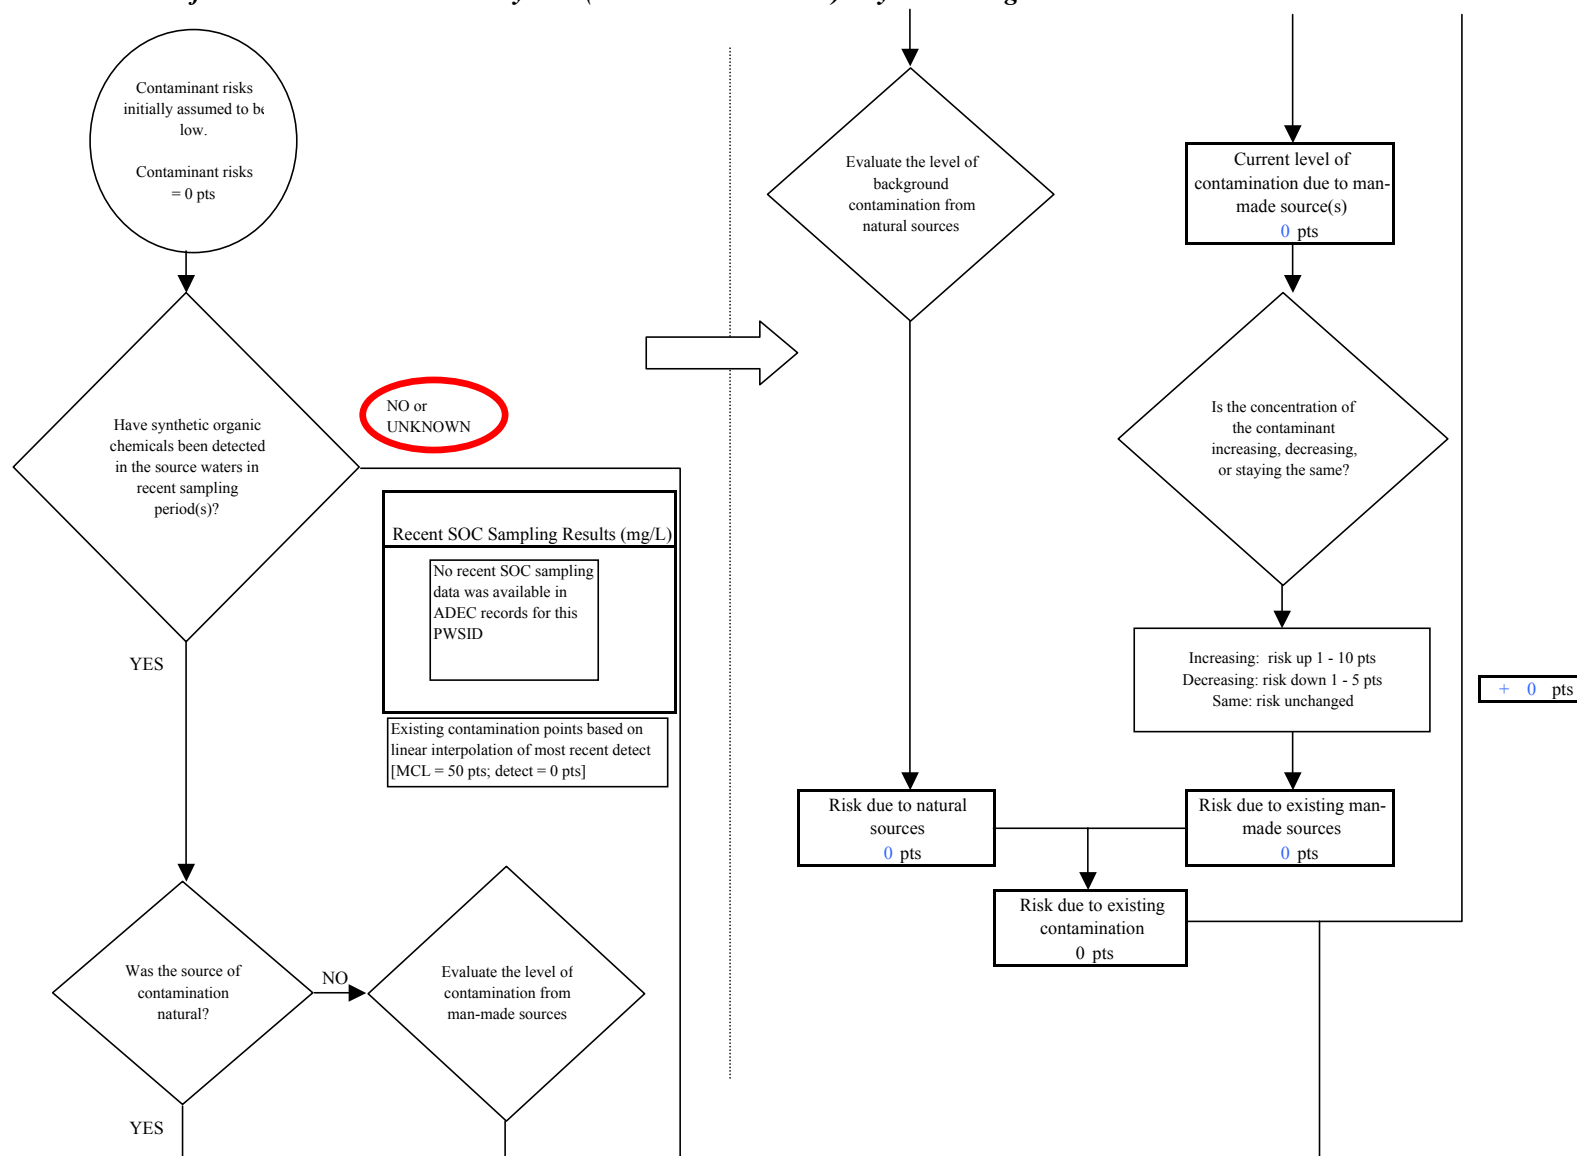 Contaminant risks
initially assumed to be
low.
Contaminant risks
= 0 pts
Have synthetic organic
chemicals been detected
in the source waters in
recent sampling
period(s)?
NO or
UNKNOWN
Recent SOC Sampling Results (mg/L)
No recent SOC sampling
data was available in
ADEC records for this
PWSID
YES
Existing contamination points based on
linear interpolation of most recent detect
[MCL = 50 pts; detect = 0 pts]
Was the source of
contamination
natural?
NO
Evaluate the level of
contamination from
man-made sources
YES
Evaluate the level of
background
contamination from
natural sources
Current level of
contamination due to man-
made source(s)
0 pts
Is the concentration of
the contaminant
increasing, decreasing,
or staying the same?
Increasing: risk up 1 - 10 pts
Decreasing: risk down 1 - 5 pts
Same: risk unchanged
+ 0 pts
Risk due to natural
sources
0 pts
Risk due to existing man-
made sources
0 pts
Risk due to existing
contamination
0 pts